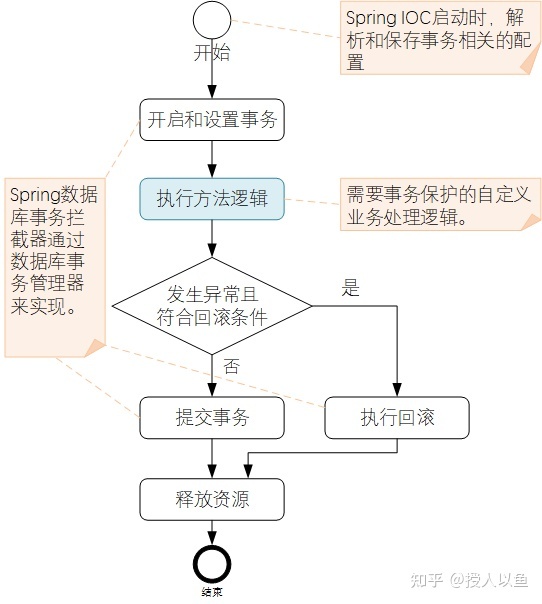 Spring IOC启动时，解
析和保存事务相关的配
置
开始
开启和设置事务
Spring数据
库事务拦
截器通过
数据库事
务管理器
来实现。
执行方法逻辑
需要事务保护的自定义
业务处理逻辑。
发生异常且
符合回滚条件
是
否
提交事务
执行回滚
释放资源
结束
知乎 @授人以鱼